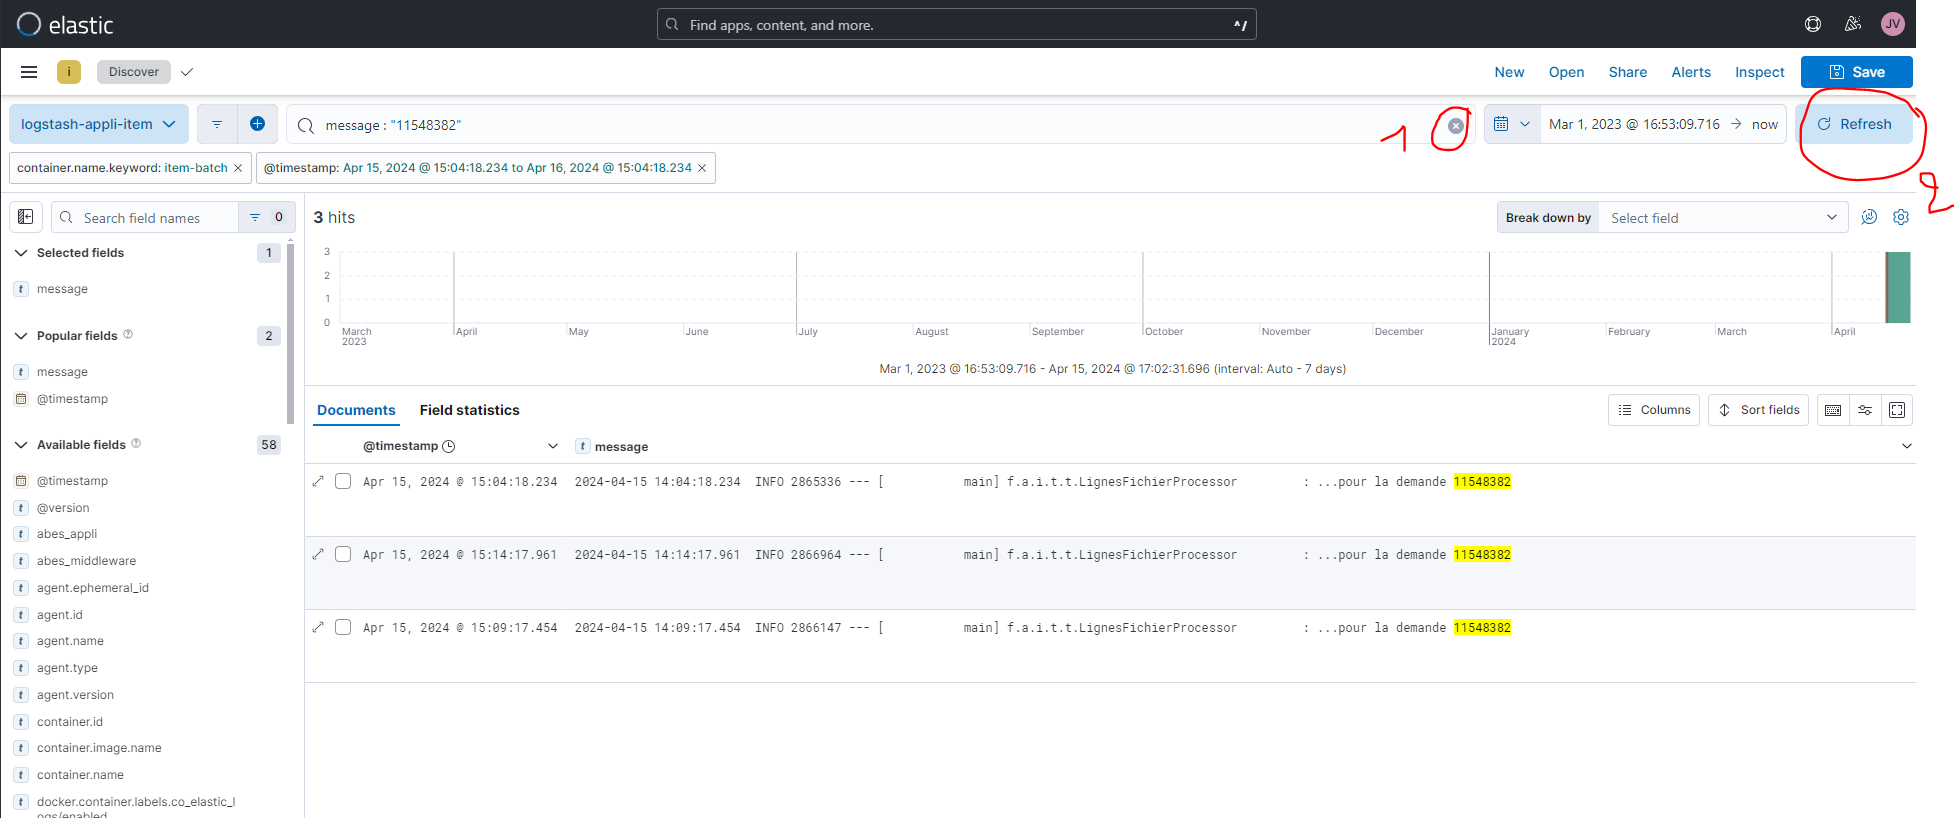 elastic
Find apps, content, and more.
^/
JV
i
Discover
New
Open
Share
Alerts
Inspect
Save
logstash-appli-item
message : "11548382"
1
Mar 1, 2023 @ 16:53:09.716 → now
Refresh
2
container.name.keyword: item-batch ×
@timestamp: Apr 15, 2024 @ 15:04:18.234 to Apr 16, 2024 @ 15:04:18.234 ×
Search field names
0
3 hits
Break down by
Select field
Selected fields
1
t message
Popular fields
2
t message
@timestamp
Available fields
58
@timestamp
t @version
t abes_appli
t abes_middleware
t agent.ephemeral_id
t agent.id
t agent.name
t agent.type
t agent.version
t container.id
t container.image.name
t container.name
t docker.container.labels.co_elastic_l
ogs/enabled
3
2
1
0
March
2023
April
May
June
July
August
September
October
November
December
January
2024
February
March
April
Mar 1, 2023 @ 16:53:09.716 - Apr 15, 2024 @ 17:02:31.696 (interval: Auto - 7 days)
Documents
Field statistics
Columns
Sort fields
@timestamp
t message
Apr 15, 2024 @ 15:04:18.234 2024-04-15 14:04:18.234 INFO 2865336 --- [ main] f.a.i.t.t.LignesFichierProcessor : ...pour la demande 11548382
Apr 15, 2024 @ 15:14:17.961 2024-04-15 14:14:17.961 INFO 2866964 --- [ main] f.a.i.t.t.LignesFichierProcessor : ...pour la demande 11548382
Apr 15, 2024 @ 15:09:17.454 2024-04-15 14:09:17.454 INFO 2866147 --- [ main] f.a.i.t.t.LignesFichierProcessor : ...pour la demande 11548382